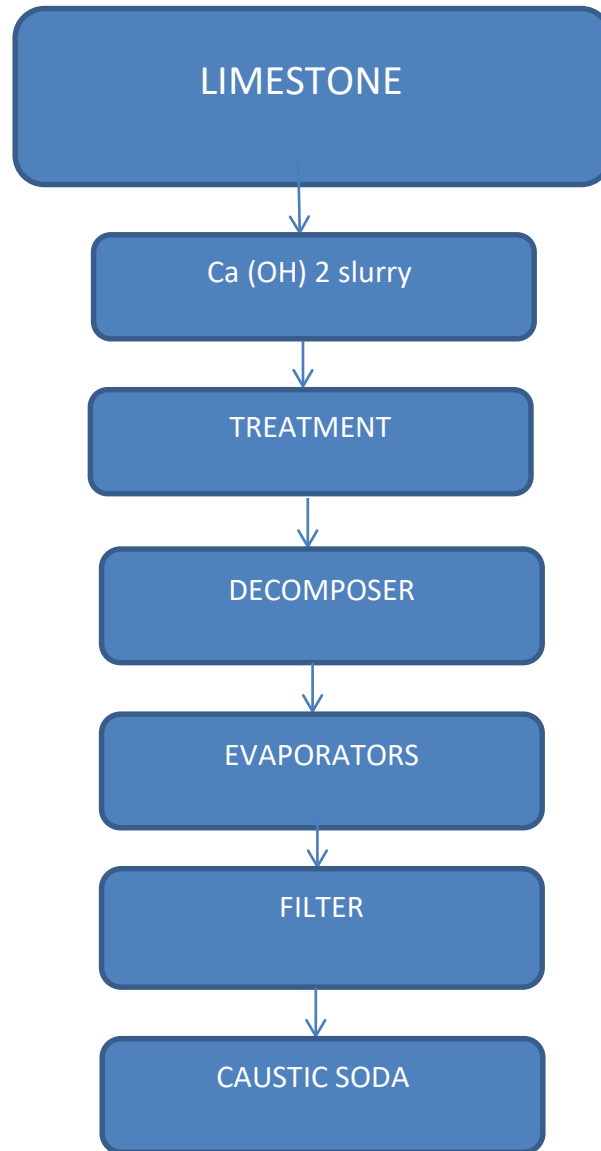 LIMESTONE
Ca (OH) 2 slurry
TREATMENT
DECOMPOSER
EVAPORATORS
FILTER
CAUSTIC SODA